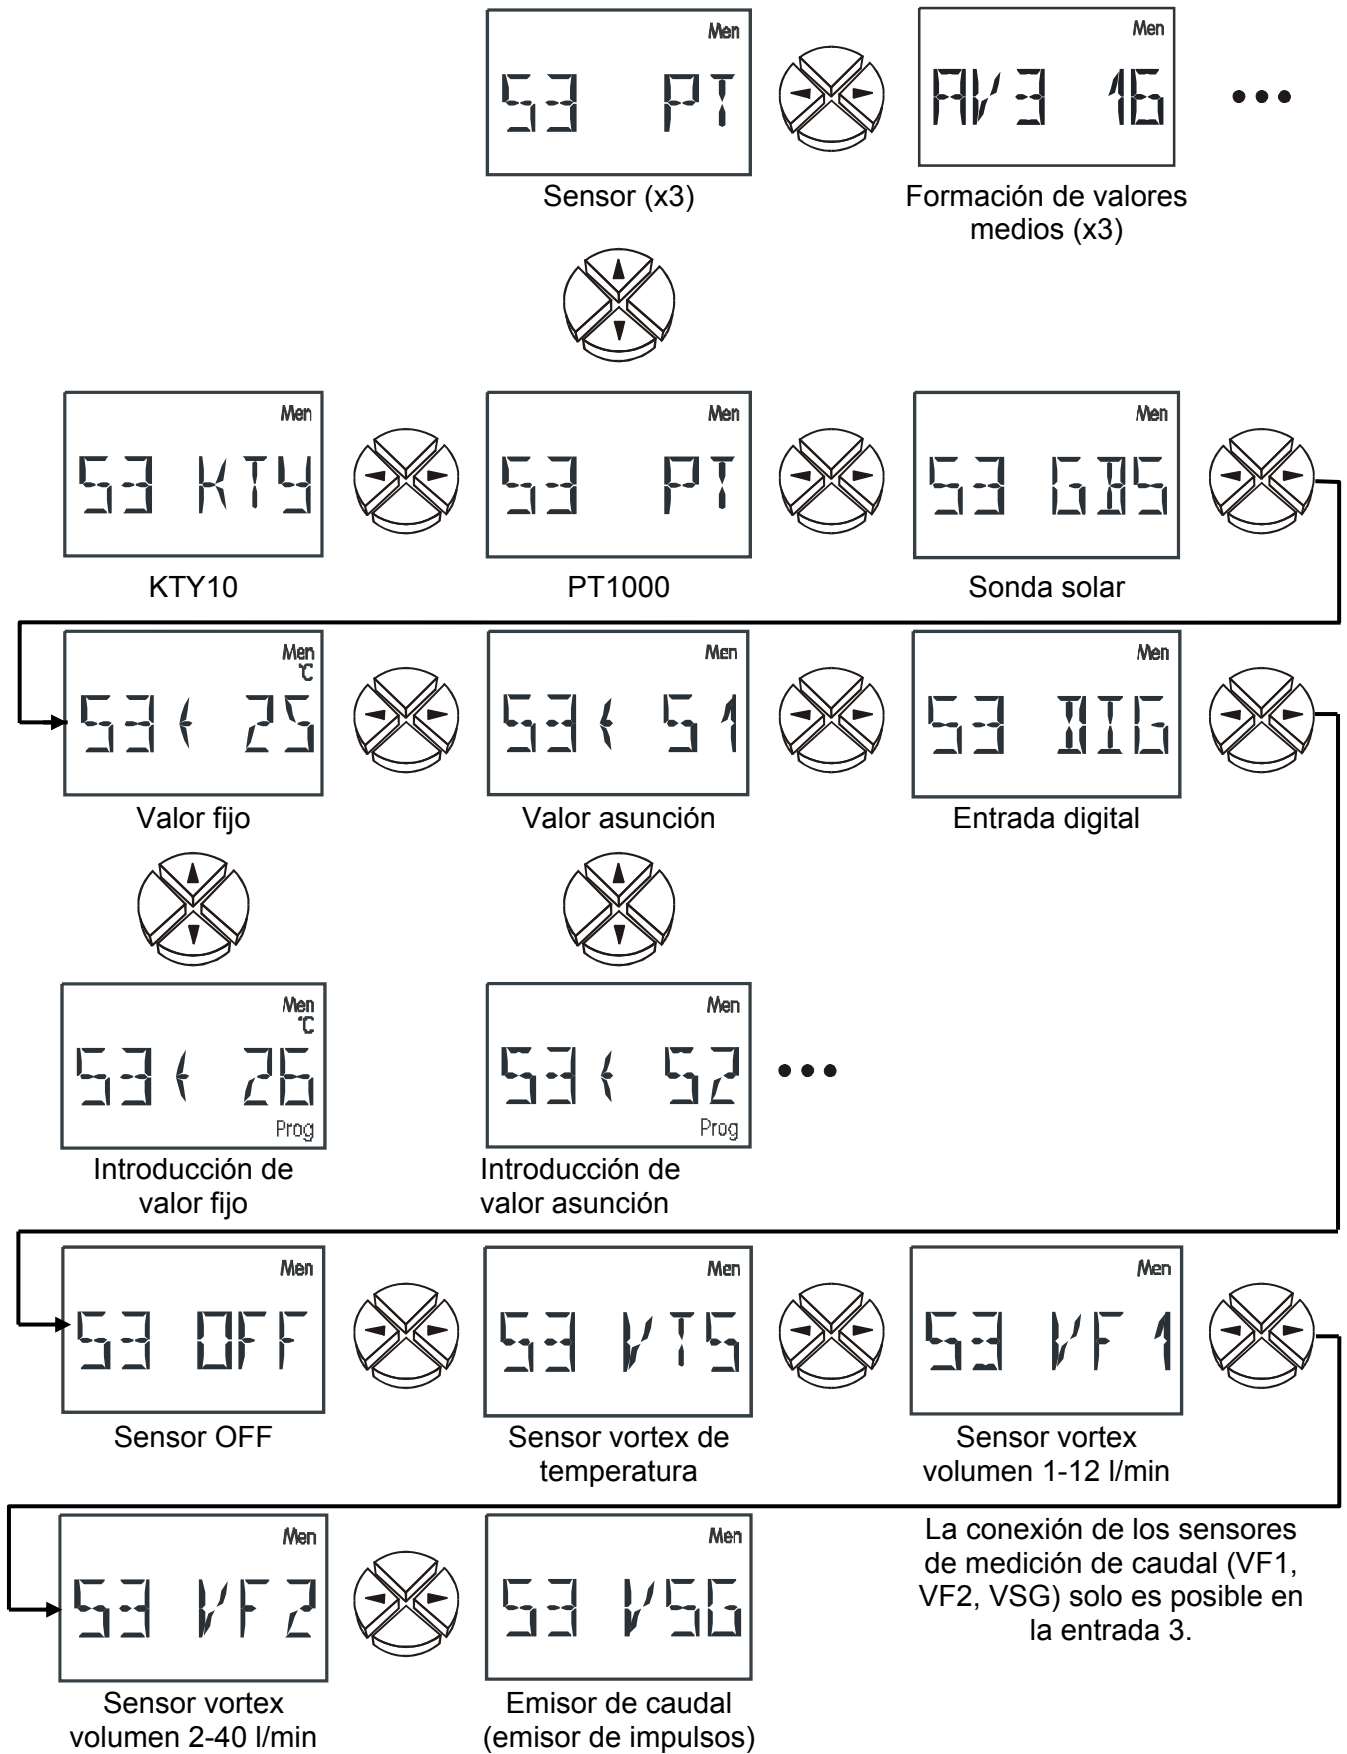 Men
S3 PT
Sensor (x3)
Men
AV3 16
Formación de valores
medios (x3)
Men
S3 KTY
KTY10
Men
S3 PT
PT1000
Men
S3 GBS
Sonda solar
Men
°C
S3< 25
Valor fijo
Men
S3< S1
Valor asunción
Men
S3 DIG
Entrada digital
Men
°C
S3< 26
Prog
Introducción de
valor fijo
Men
S3< S2
Prog
Introducción de
valor asunción
Men
S3 OFF
Sensor OFF
Men
S3 VTS
Sensor vortex de
temperatura
Men
S3 VF1
Sensor vortex
volumen 1-12 l/min
Men
S3 VF2
Sensor vortex
volumen 2-40 l/min
Men
S3 VSG
Emisor de caudal
(emisor de impulsos)
La conexión de los sensores
de medición de caudal (VF1,
VF2, VSG) solo es posible en
la entrada 3.